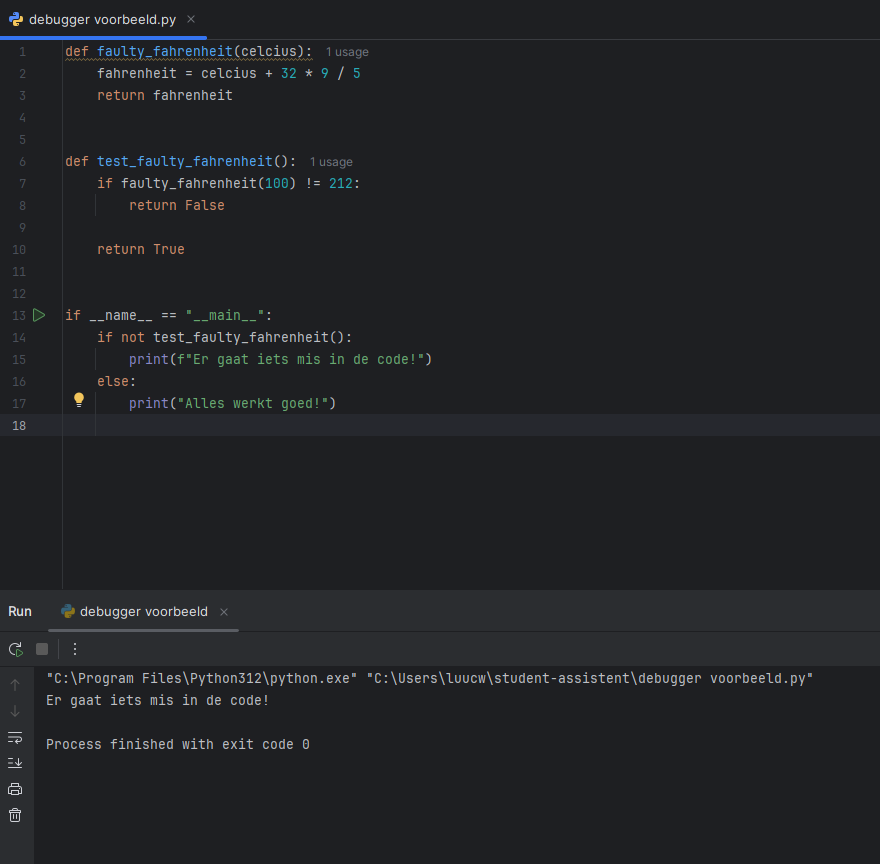 debugger voorbeeld.py
1 def faulty_fahrenheit(celcius): 1 usage
2     fahrenheit = celcius + 32 * 9 / 5
3     return fahrenheit
4
5
6 def test_faulty_fahrenheit(): 1 usage
7     if faulty_fahrenheit(100) != 212:
8         return False
9
10     return True
11
12
13 if __name__ == "__main__":
14     if not test_faulty_fahrenheit():
15         print(f"Er gaat iets mis in de code!")
16     else:
17         print("Alles werkt goed!")
18
Run debugger voorbeeld
"C:\Program Files\Python312\python.exe" "C:\Users\luucw\student-assistent\debugger voorbeeld.py"
Er gaat iets mis in de code!
Process finished with exit code 0